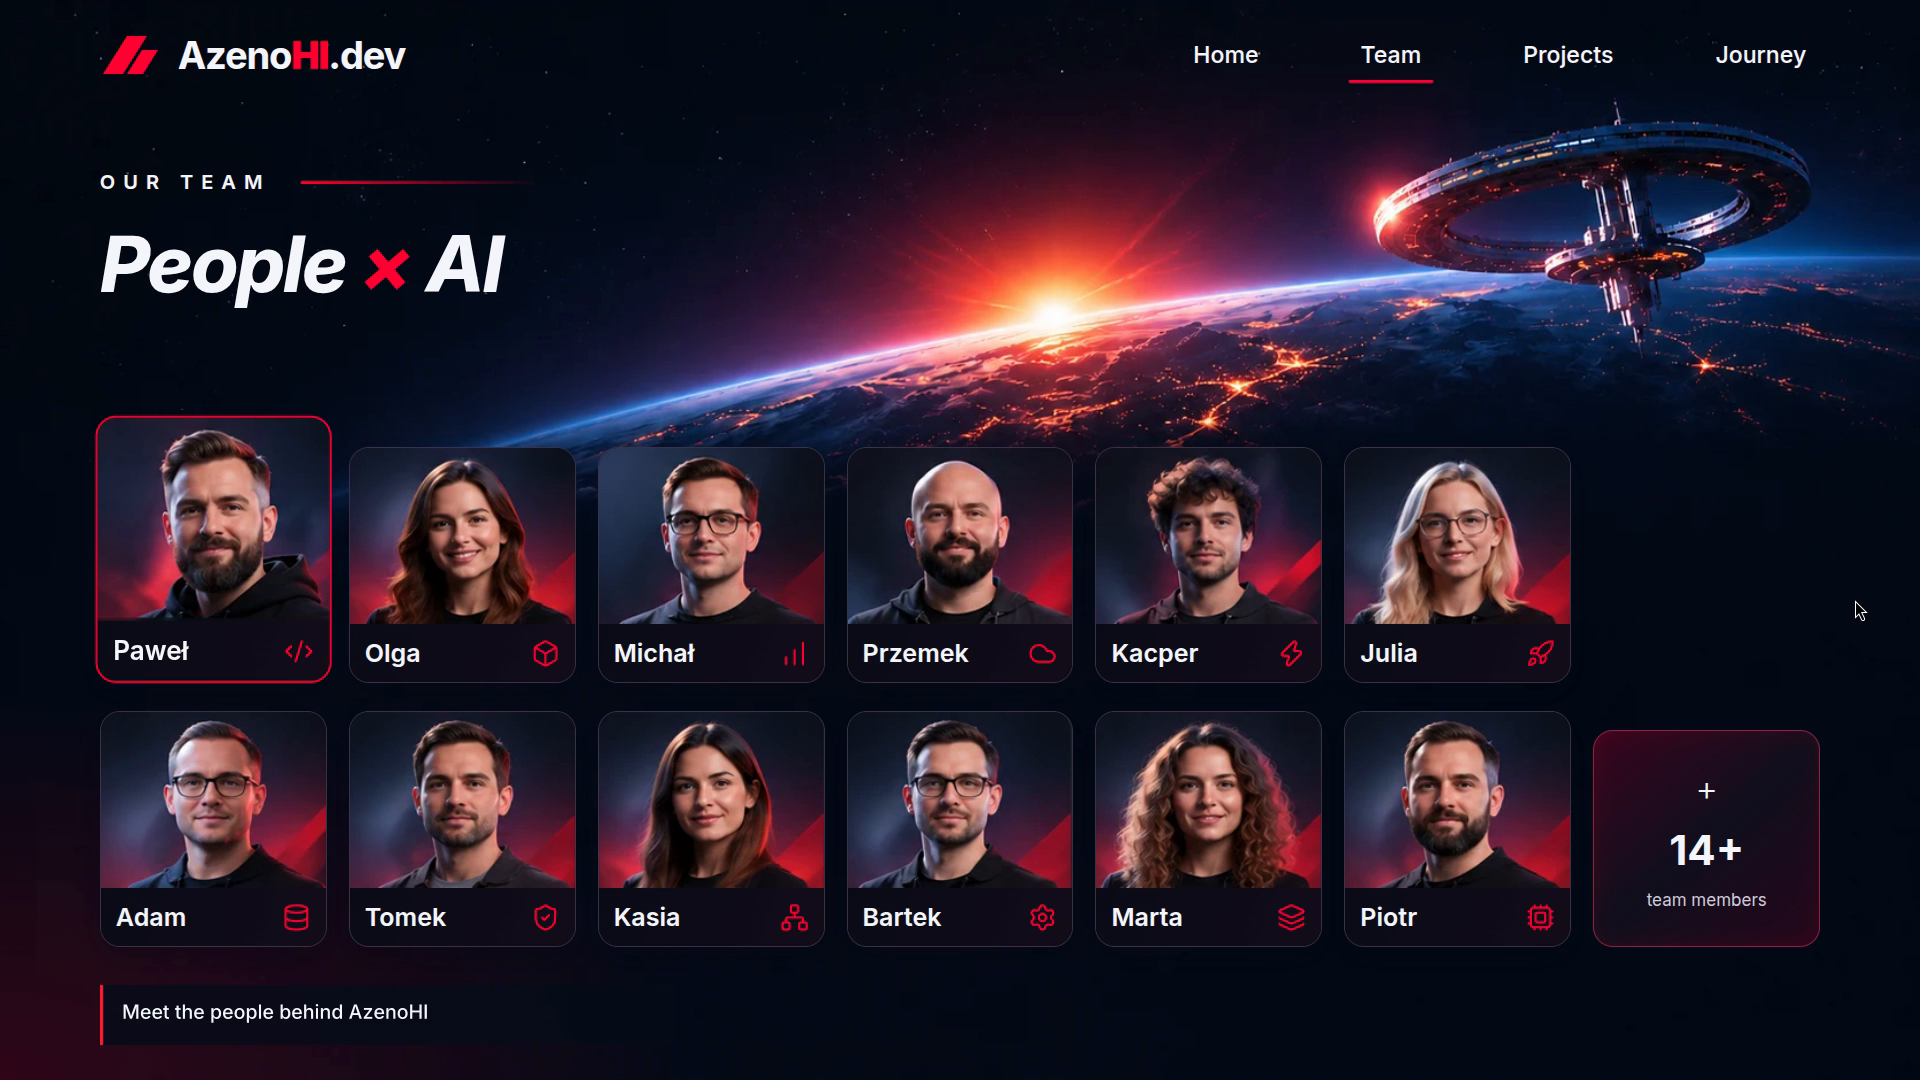 AzenoHI.dev
Home Team Projects Journey
OUR TEAM
People × AI
Paweł
Olga
Michał
Przemek
Kacper
Julia
Adam
Tomek
Kasia
Bartek
Marta
Piotr
+
14+
team members
Meet the people behind AzenoHI